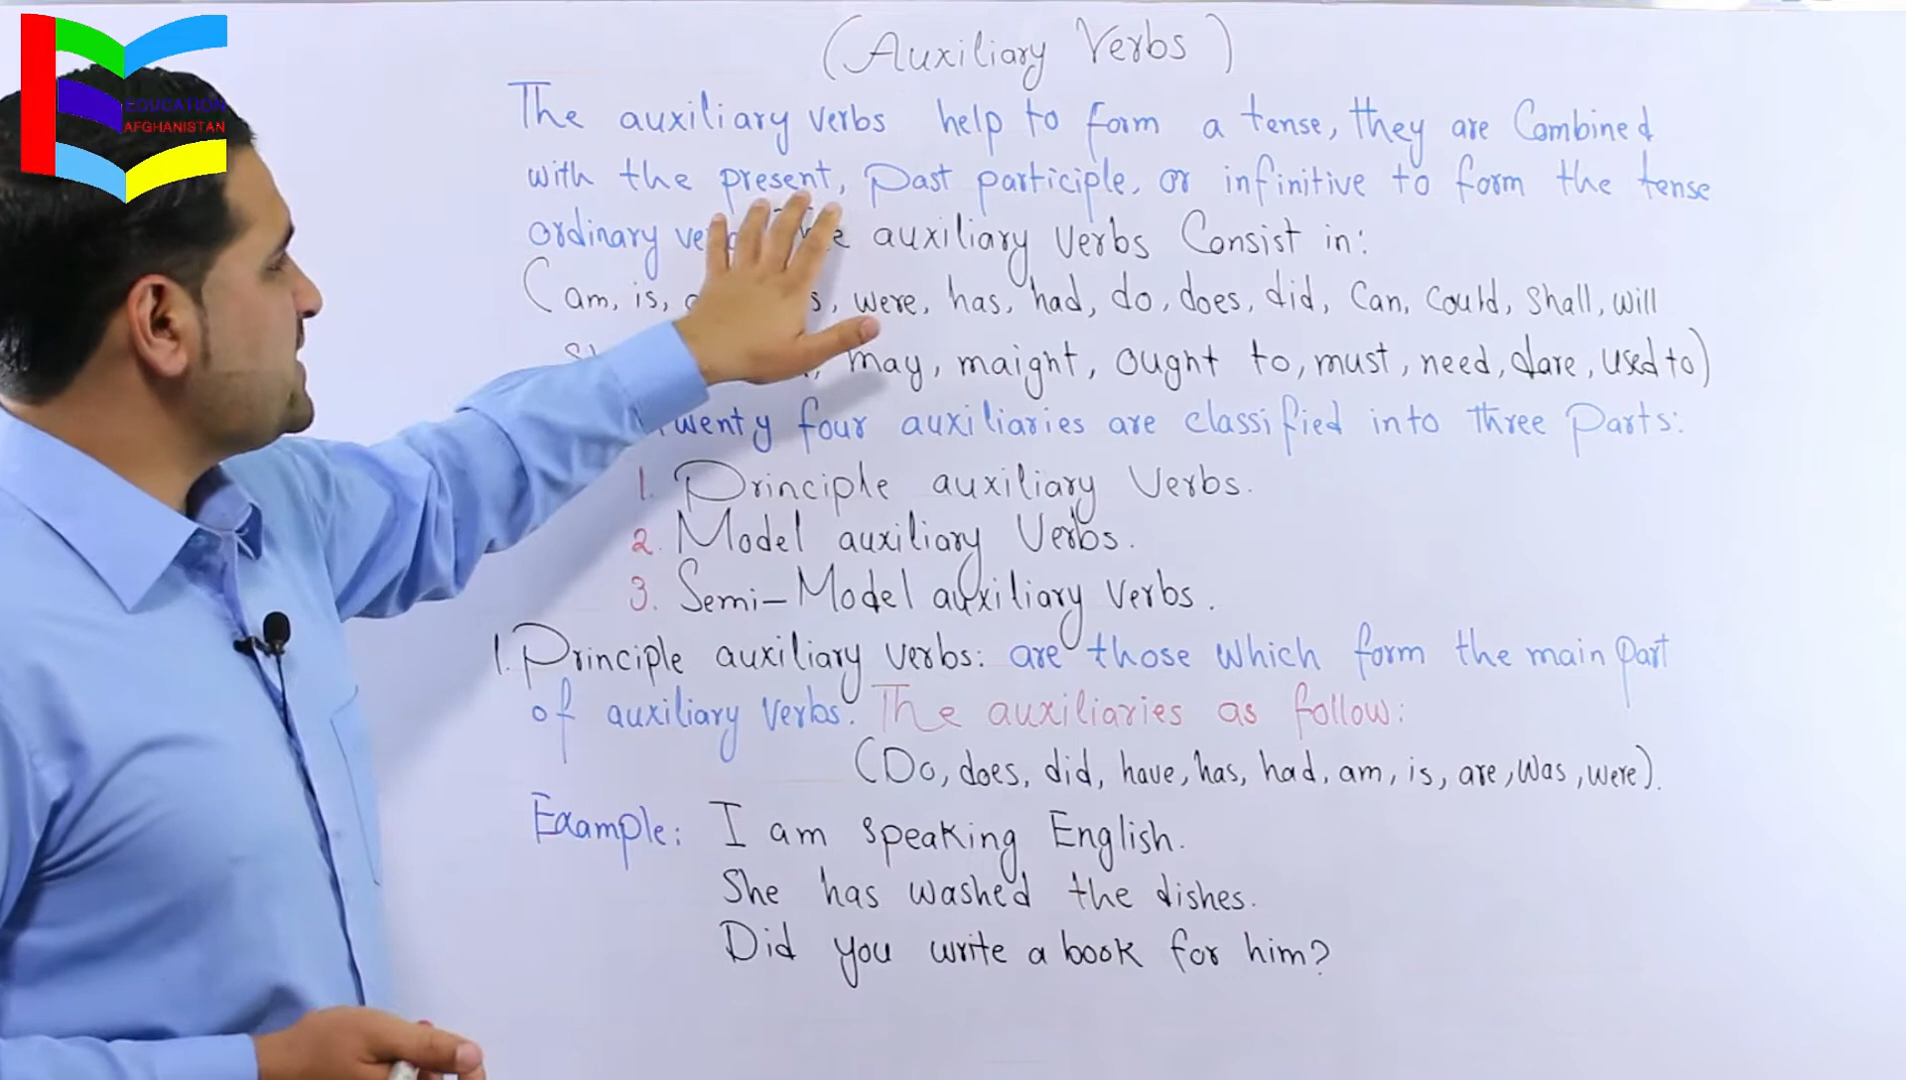 EDUCATION
AFGHANISTAN
(Auxiliary Verbs)
The auxiliary verbs help to form a tense, they are Combined
with the present, Past participle, or infinitive to form the tense
ordinary auxiliary verbs Consist in:
(am, is, were, has, had, do, does, did, Can, Could, Shall, will
may, maight, ought to, must, need, dare, used to)
four auxiliaries are classified into three Parts:
1. Principle auxiliary Verbs.
2. Model auxiliary Verbs.
3. Semi-Model auxiliary verbs.
1. Principle auxiliary verbs: are those which form the main part
of auxiliary verbs. The auxiliaries as follow:
(Do, does, did, have, has, had, am, is, are, Was, were).
Example: I am speaking English.
She has washed the dishes.
Did you write a book for him?